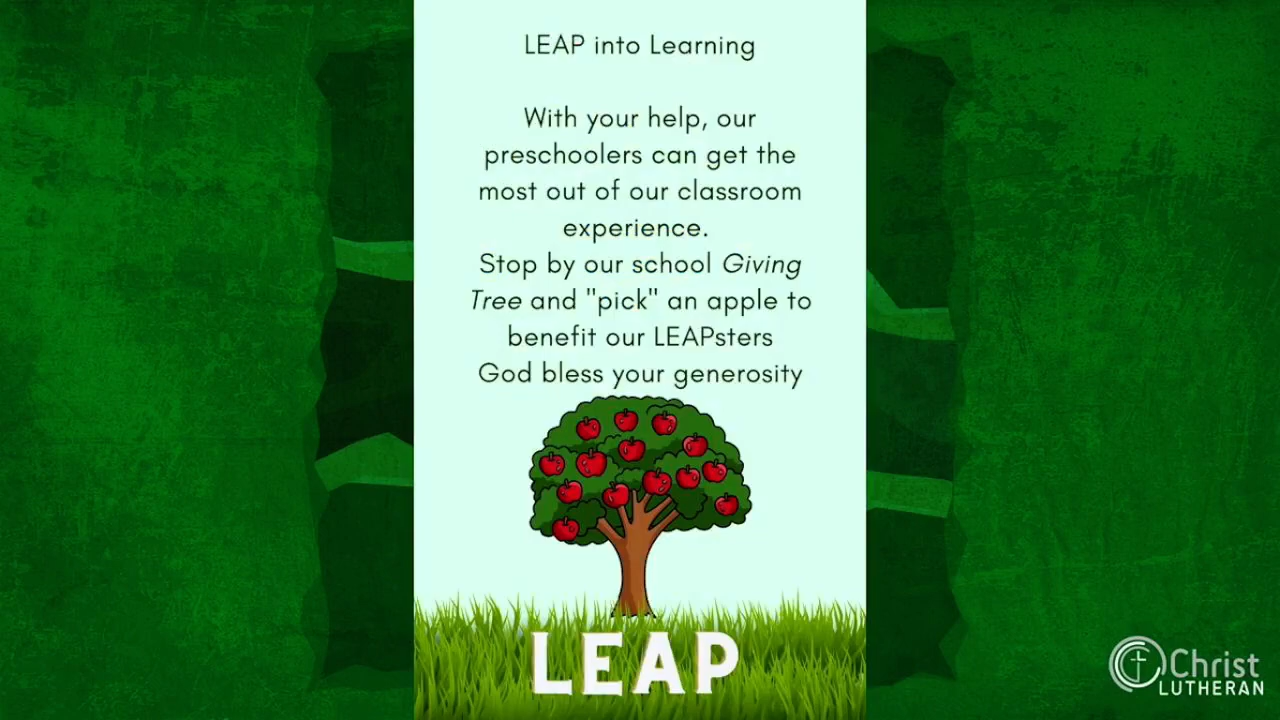 LEAP into Learning
With your help, our
preschoolers can get the
most out of our classroom
experience.
Stop by our school Giving
Tree and "pick" an apple to
benefit our LEAPsters
God bless your generosity
LEAP
Christ
LUTHERAN